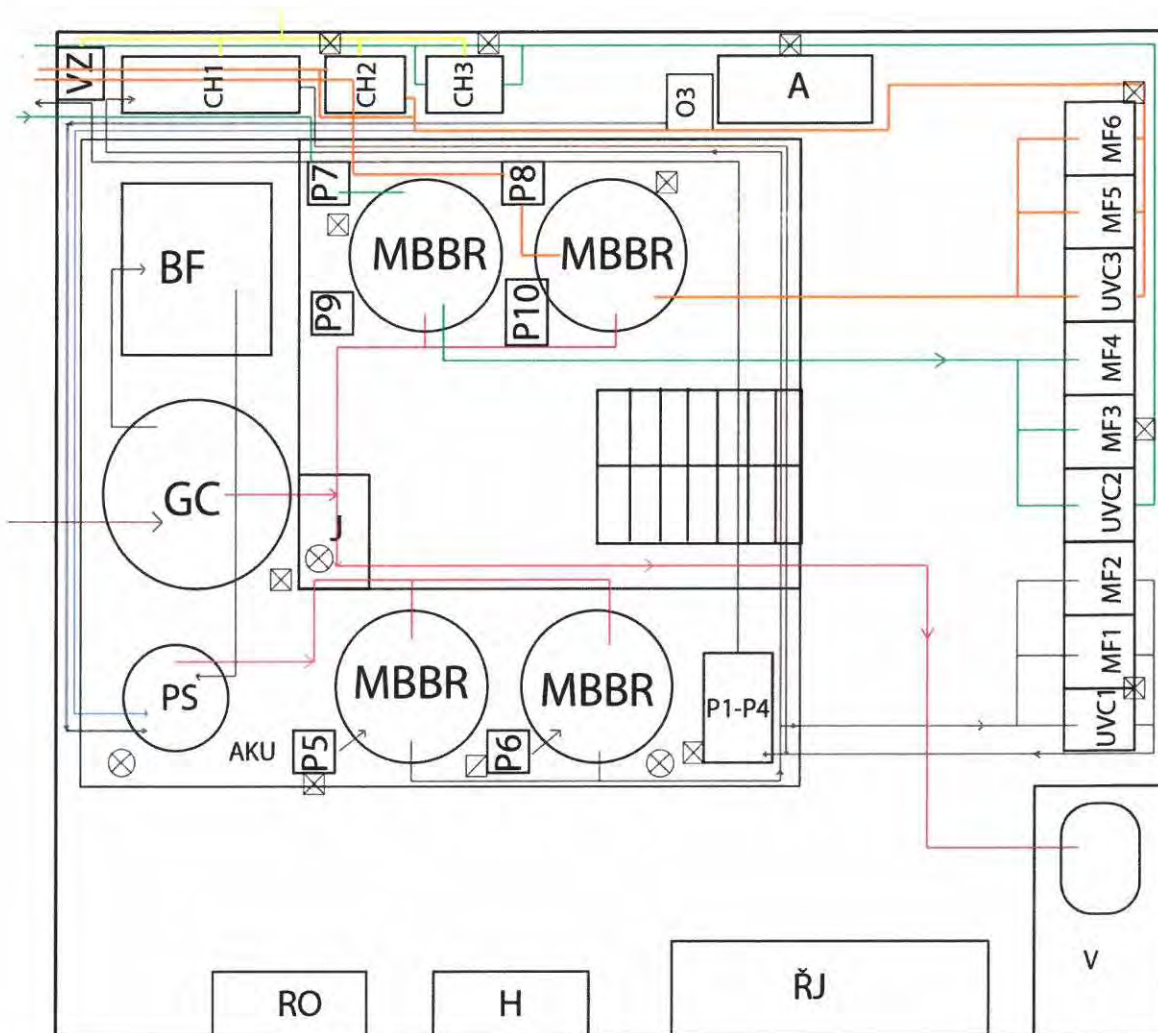 VZ
CH1
CH2
CH3
O3
A
MF6
MF5
UVC3
MF4
MF3
UVC2
MF2
MF1
UVC1
P7
P8
MBBR
MBBR
BF
P9
P10
GC
J
PS
MBBR
MBBR
P1-P4
AKU
P5
P6
V
RO
H
ŘJ